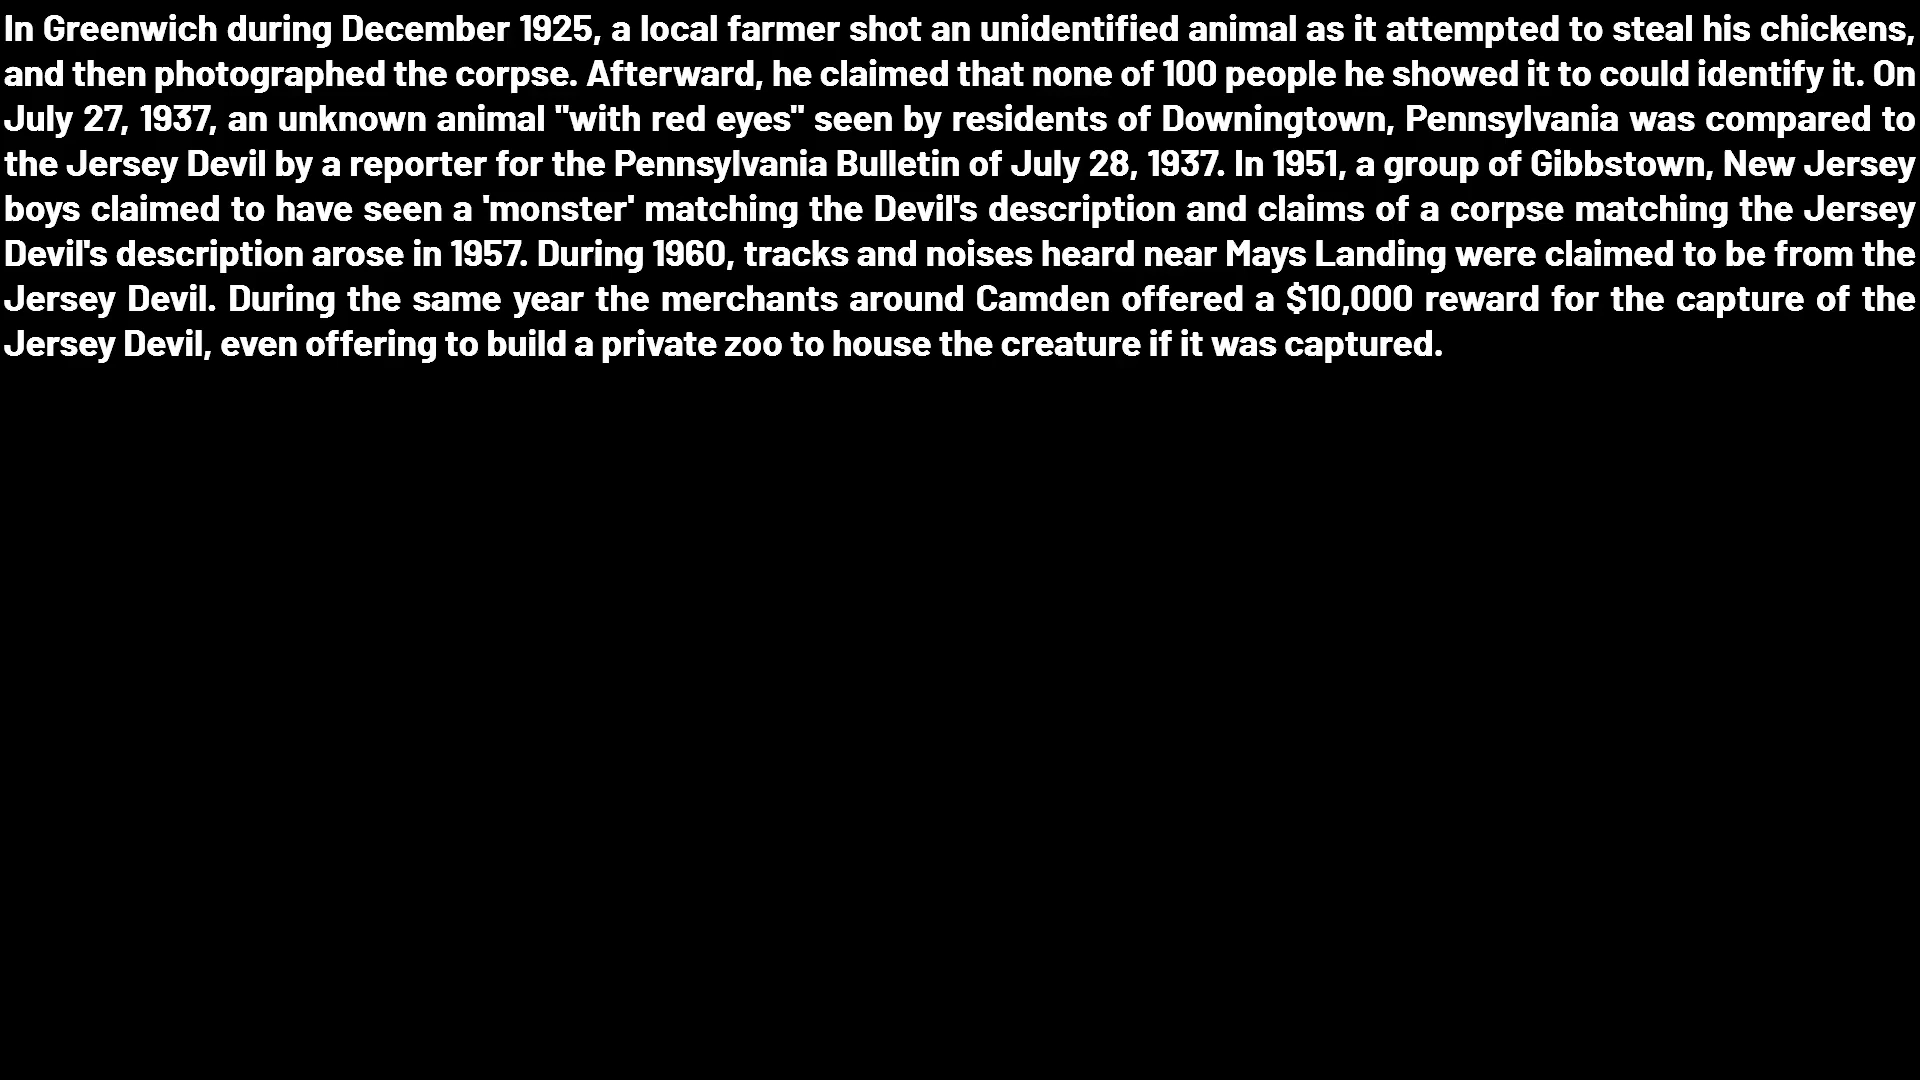 In Greenwich during December 1925, a local farmer shot an unidentified animal as it attempted to steal his chickens,
and then photographed the corpse. Afterward, he claimed that none of 100 people he showed it to could identify it. On
July 27, 1937, an unknown animal "with red eyes" seen by residents of Downingtown, Pennsylvania was compared to
the Jersey Devil by a reporter for the Pennsylvania Bulletin of July 28, 1937. In 1951, a group of Gibbstown, New Jersey
boys claimed to have seen a 'monster' matching the Devil's description and claims of a corpse matching the Jersey
Devil's description arose in 1957. During 1960, tracks and noises heard near Mays Landing were claimed to be from the
Jersey Devil. During the same year the merchants around Camden offered a $10,000 reward for the capture of the
Jersey Devil, even offering to build a private zoo to house the creature if it was captured.